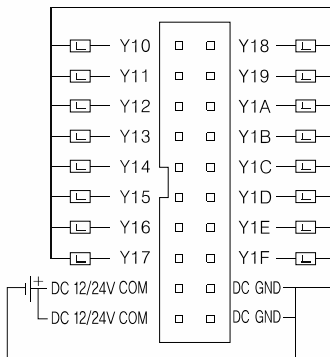 Y10 Y18
Y11 Y19
Y12 Y1A
Y13 Y1B
Y14 Y1C
Y15 Y1D
Y16 Y1E
Y17 Y1F
DC 12/24V COM DC GND
DC 12/24V COM DC GND